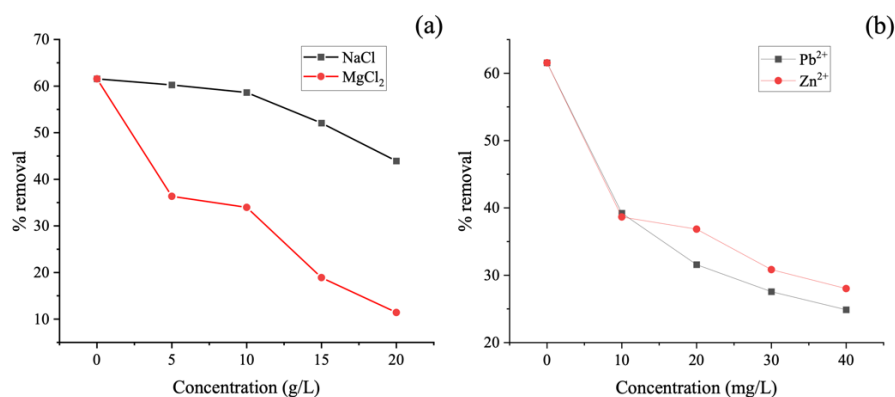 (a)
70
60
50
40
30
20
10
% removal
NaCl
MgCl₂
0 5 10 15 20
Concentration (g/L)
(b)
60
50
40
30
20
% removal
Pb²⁺
Zn²⁺
0 10 20 30 40
Concentration (mg/L)